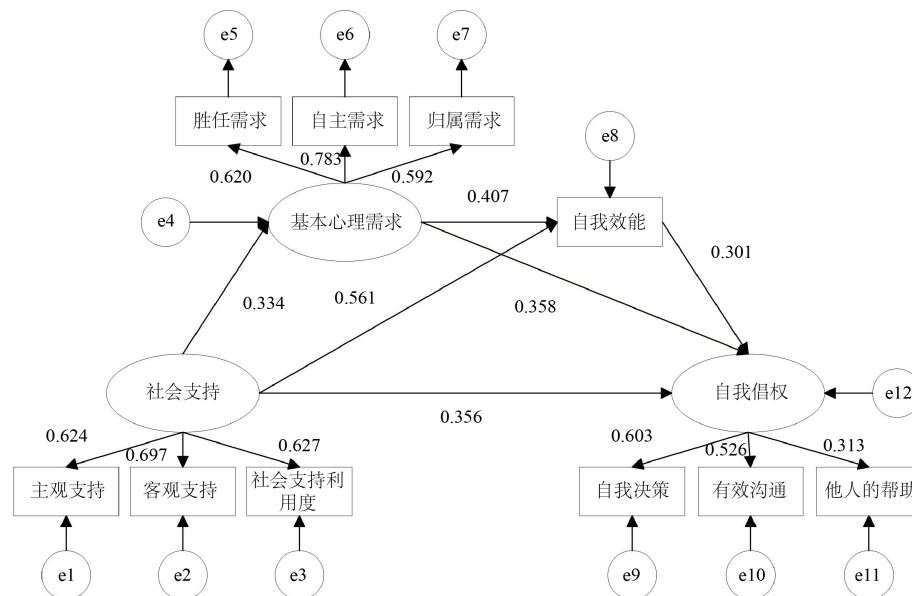 e5
e6
e7
胜任需求
自主需求
归属需求
e8
0.620
0.783
0.592
0.407
e4
基本心理需求
自我效能
0.301
0.334
0.561
0.358
社会支持
自我倡权
e12
0.356
0.624
0.697
0.627
0.603
0.526
0.313
主观支持
客观支持
社会支持利
用度
自我决策
有效沟通
他人的帮助
e1
e2
e3
e9
e10
e11